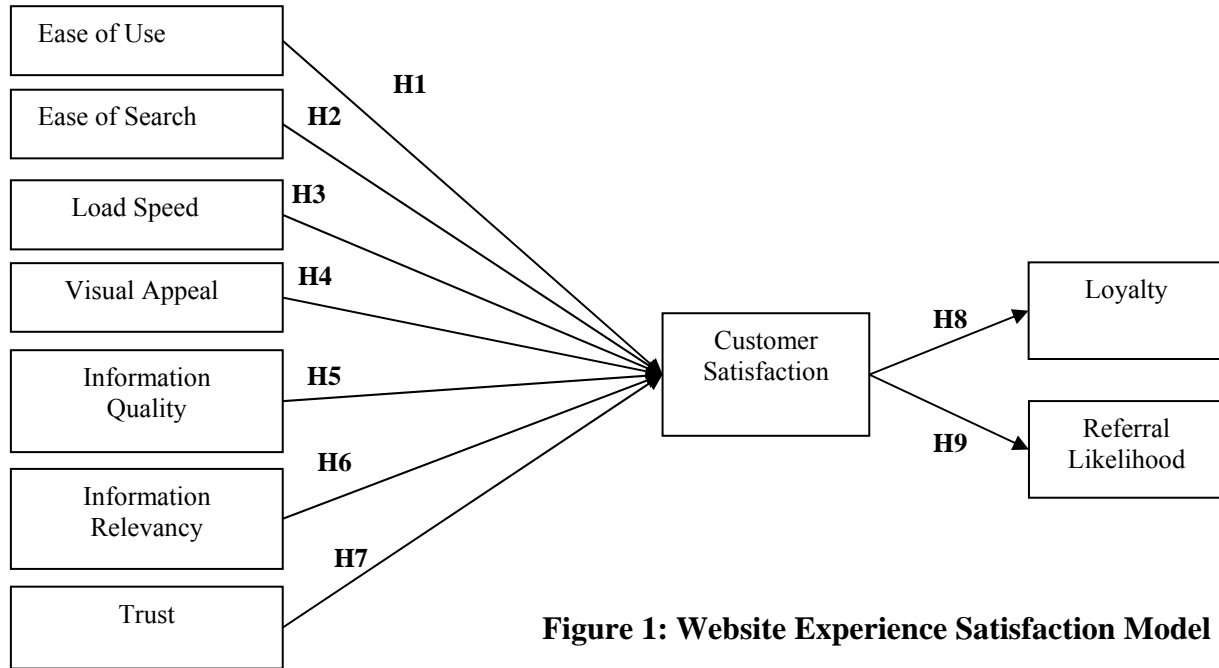 Ease of Use
H1
Ease of Search
H2
Load Speed
H3
Visual Appeal
H4
Information
Quality
H5
Information
Relevancy
H6
Trust
H7
Customer
Satisfaction
H8
Loyalty
H9
Referral
Likelihood
Figure 1: Website Experience Satisfaction Model